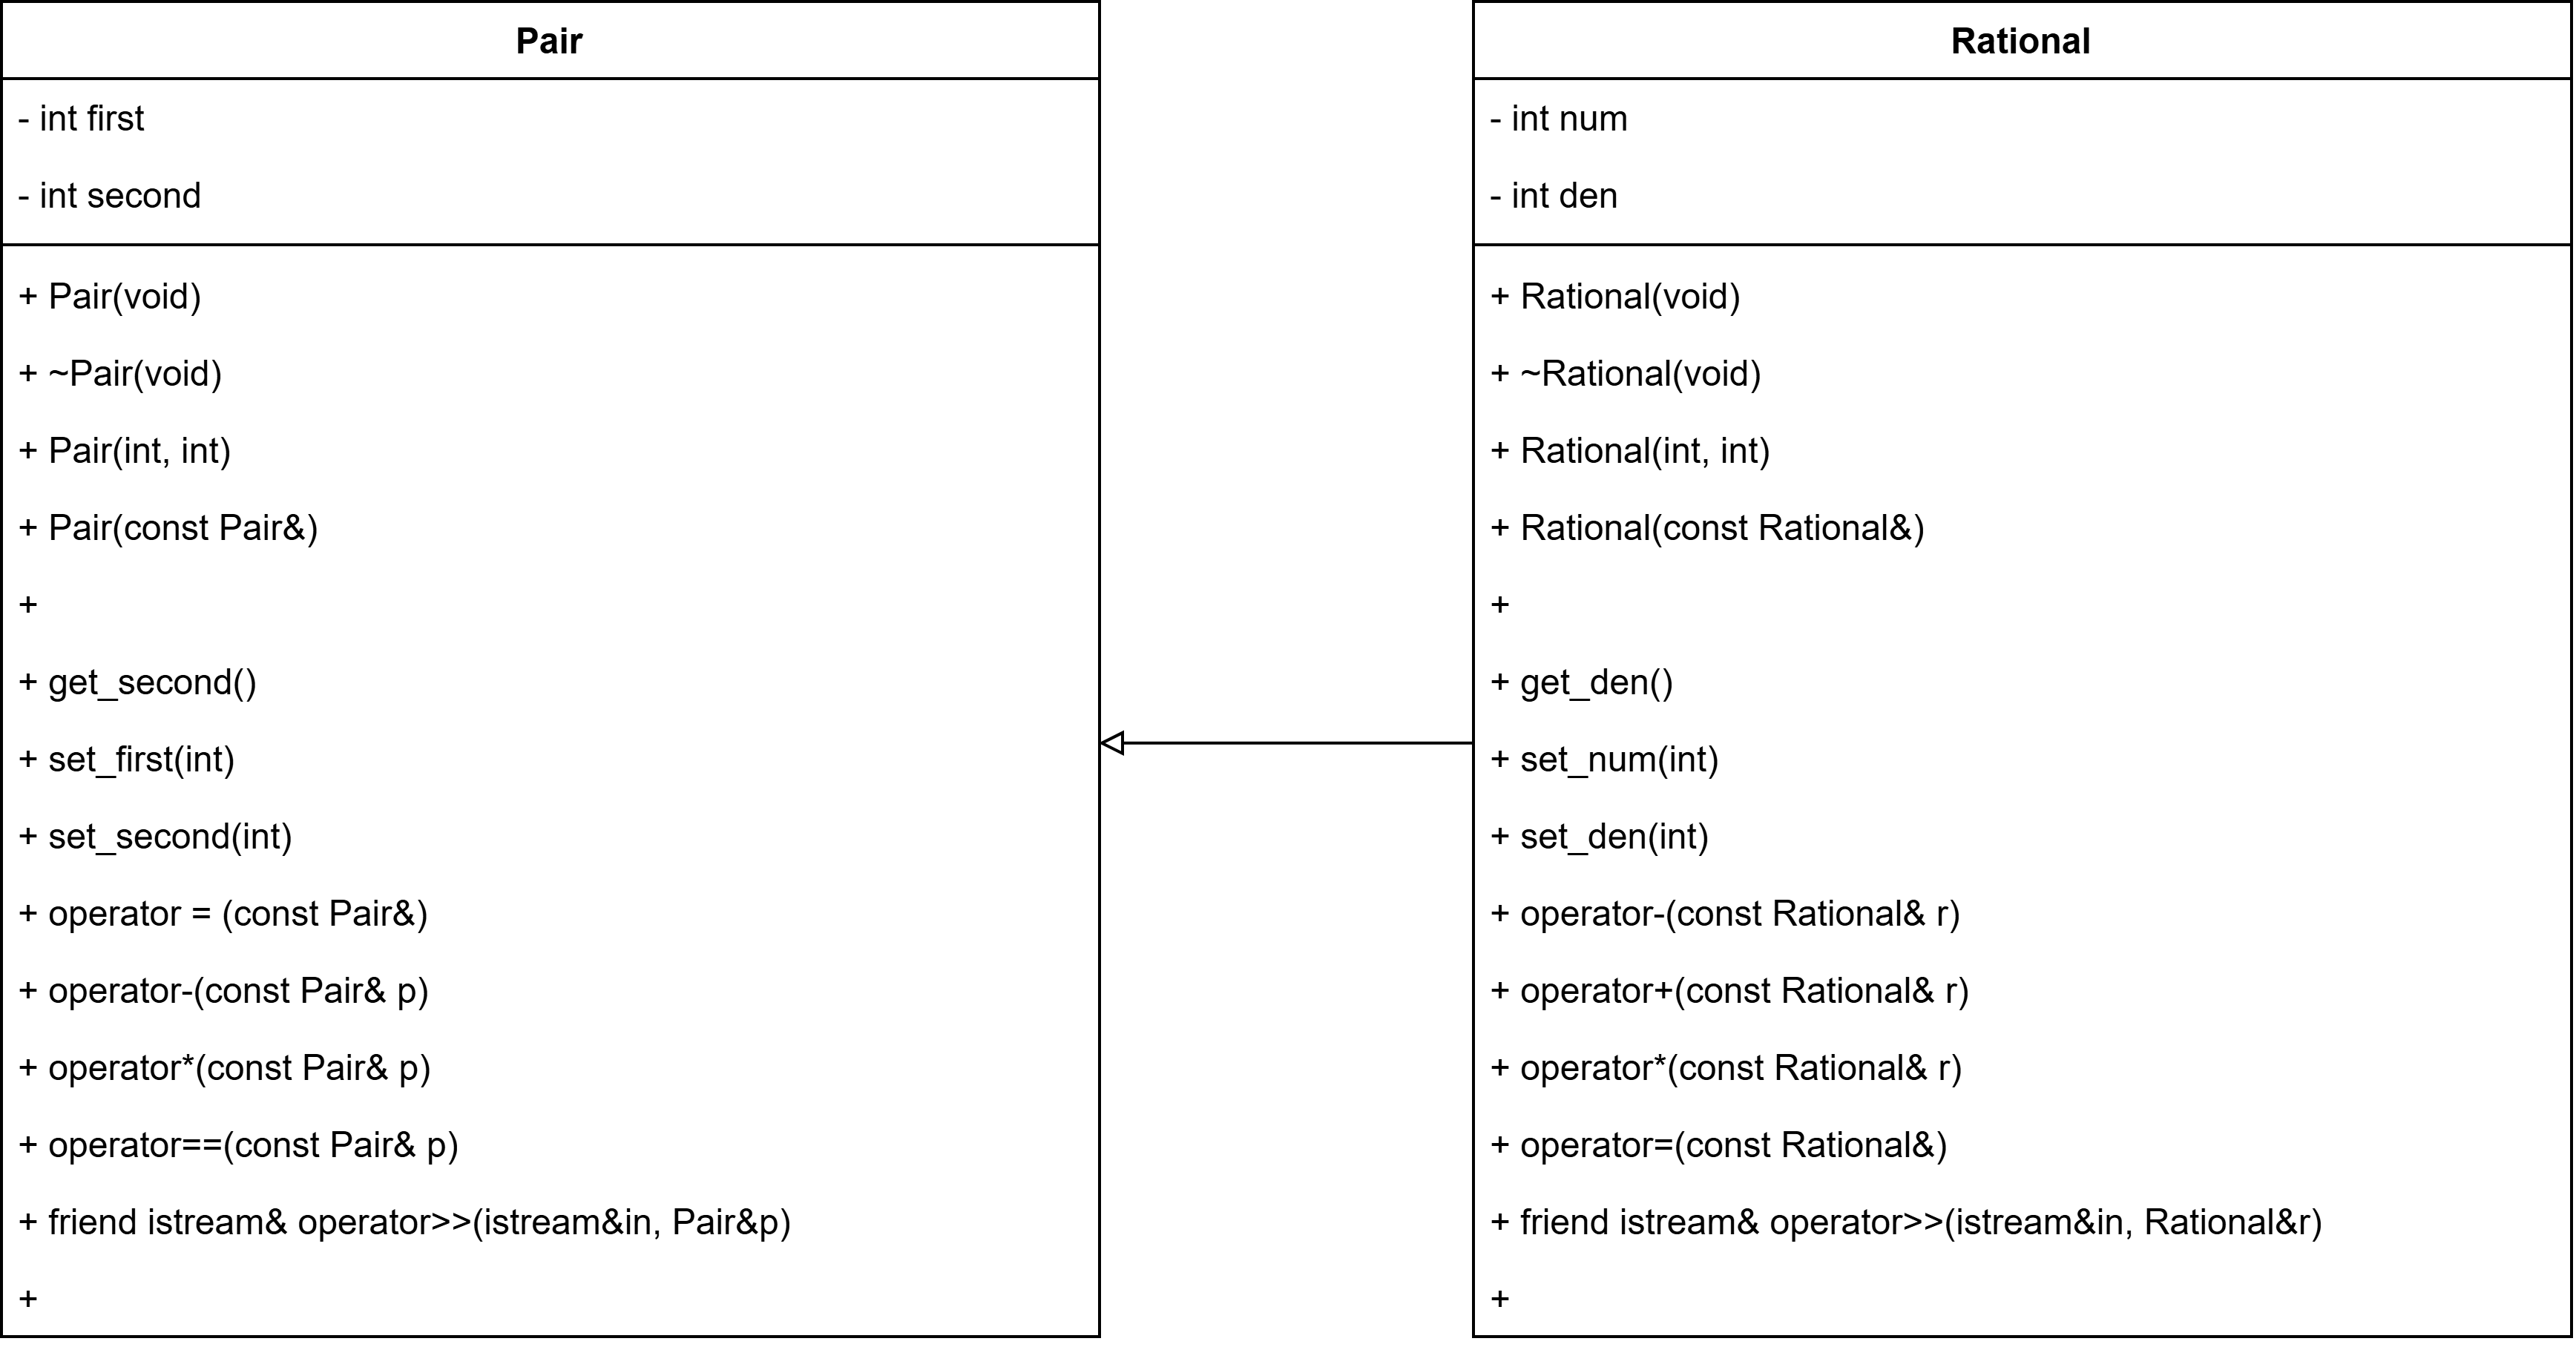 Pair
- int first
- int second
+ Pair(void)
+ ~Pair(void)
+ Pair(int, int)
+ Pair(const Pair&)
+
+ get_second()
+ set_first(int)
+ set_second(int)
+ operator = (const Pair&)
+ operator-(const Pair& p)
+ operator*(const Pair& p)
+ operator==(const Pair& p)
+ friend istream& operator>>(istream&in, Pair&p)
+
Rational
- int num
- int den
+ Rational(void)
+ ~Rational(void)
+ Rational(int, int)
+ Rational(const Rational&)
+
+ get_den()
+ set_num(int)
+ set_den(int)
+ operator-(const Rational& r)
+ operator+(const Rational& r)
+ operator*(const Rational& r)
+ operator=(const Rational&)
+ friend istream& operator>>(istream&in, Rational&r)
+